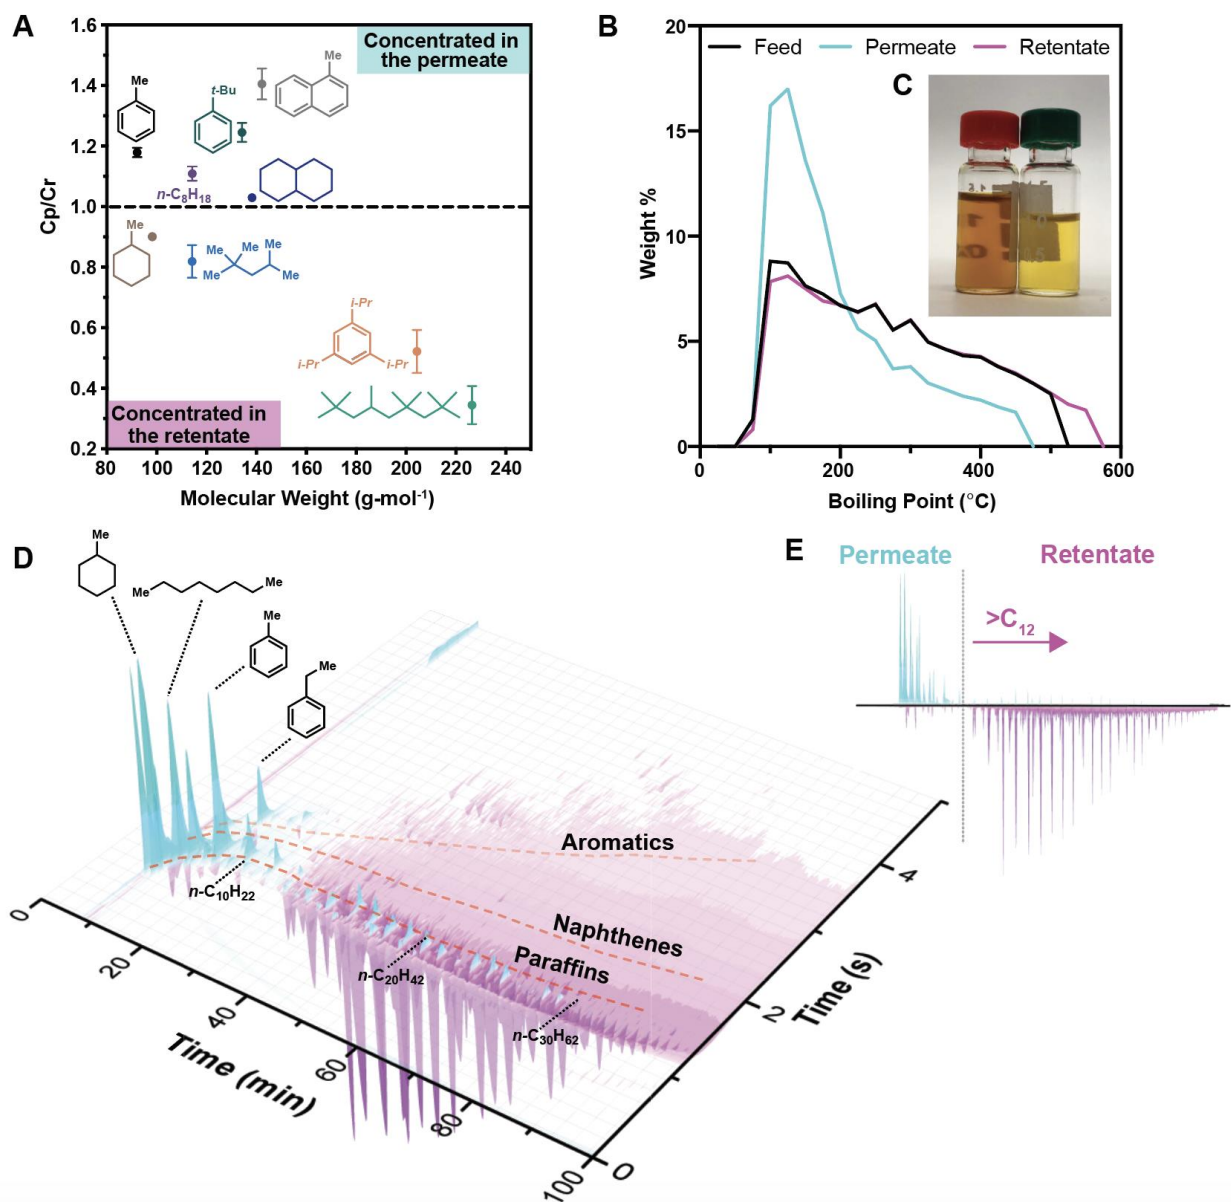 A
1.6
1.4
1.2
1.0
0.8
0.6
0.4
0.2
Cp/Cr
Concentrated in
the permeate
Me
t-Bu
Me
n-C8H18
Me
Me Me Me
Me Me
i-Pr
i-Pr i-Pr
Concentrated in
the retentate
80 100 120 140 160 180 200 220 240
Molecular Weight (g-mol-1)
B
20
15
10
5
0
Weight %
Feed Permeate Retentate
C
0 200 400 600
Boiling Point (°C)
D
Me
Me Me
Me
Me
Aromatics
Naphthenes
Paraffins
n-C10H22
n-C20H42
n-C30H62
0
20
40
60
80
100
Time (min)
0
2
4
Time (s)
E
Permeate Retentate
>C12